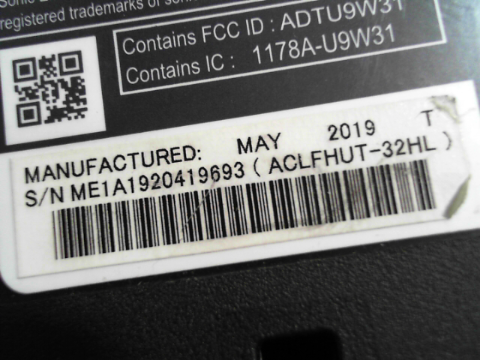 registered trademarks of
Contains FCC ID : ADTU9W31
Contains IC : 1178A-U9W31
MANUFACTURED: MAY 2019 T
S/N ME1A1920419693 ( ACLFHUT-32HL )